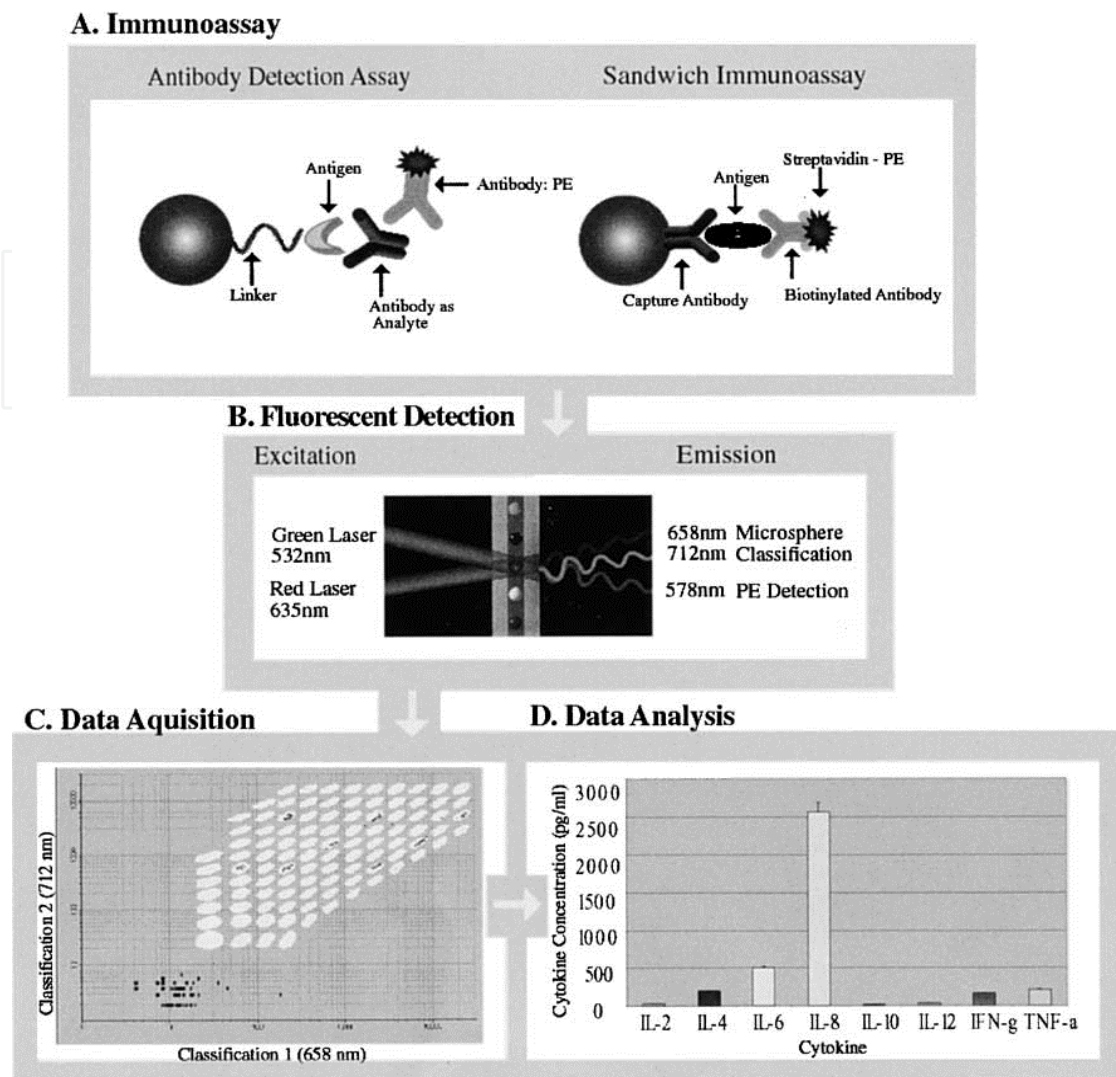 A. Immunoassay
Antibody Detection Assay
Sandwich Immunoassay
Antigen
Antibody: PE
Linker
Antibody as
Analyte
Streptavidin - PE
Antigen
Capture Antibody
Biotinylated Antibody
B. Fluorescent Detection
Excitation
Emission
Green Laser
532nm
Red Laser
635nm
658nm Microsphere
712nm Classification
578nm PE Detection
C. Data Aquisition
D. Data Analysis
Classification 2 (712 nm)
Classification 1 (658 nm)
Cytokine Concentration (pg/ml)
3000
2500
2000
1500
1000
500
0
IL-2 IL-4 IL-6 IL-8 IL-10 IL-12 IFN-g TNF-a
Cytokine